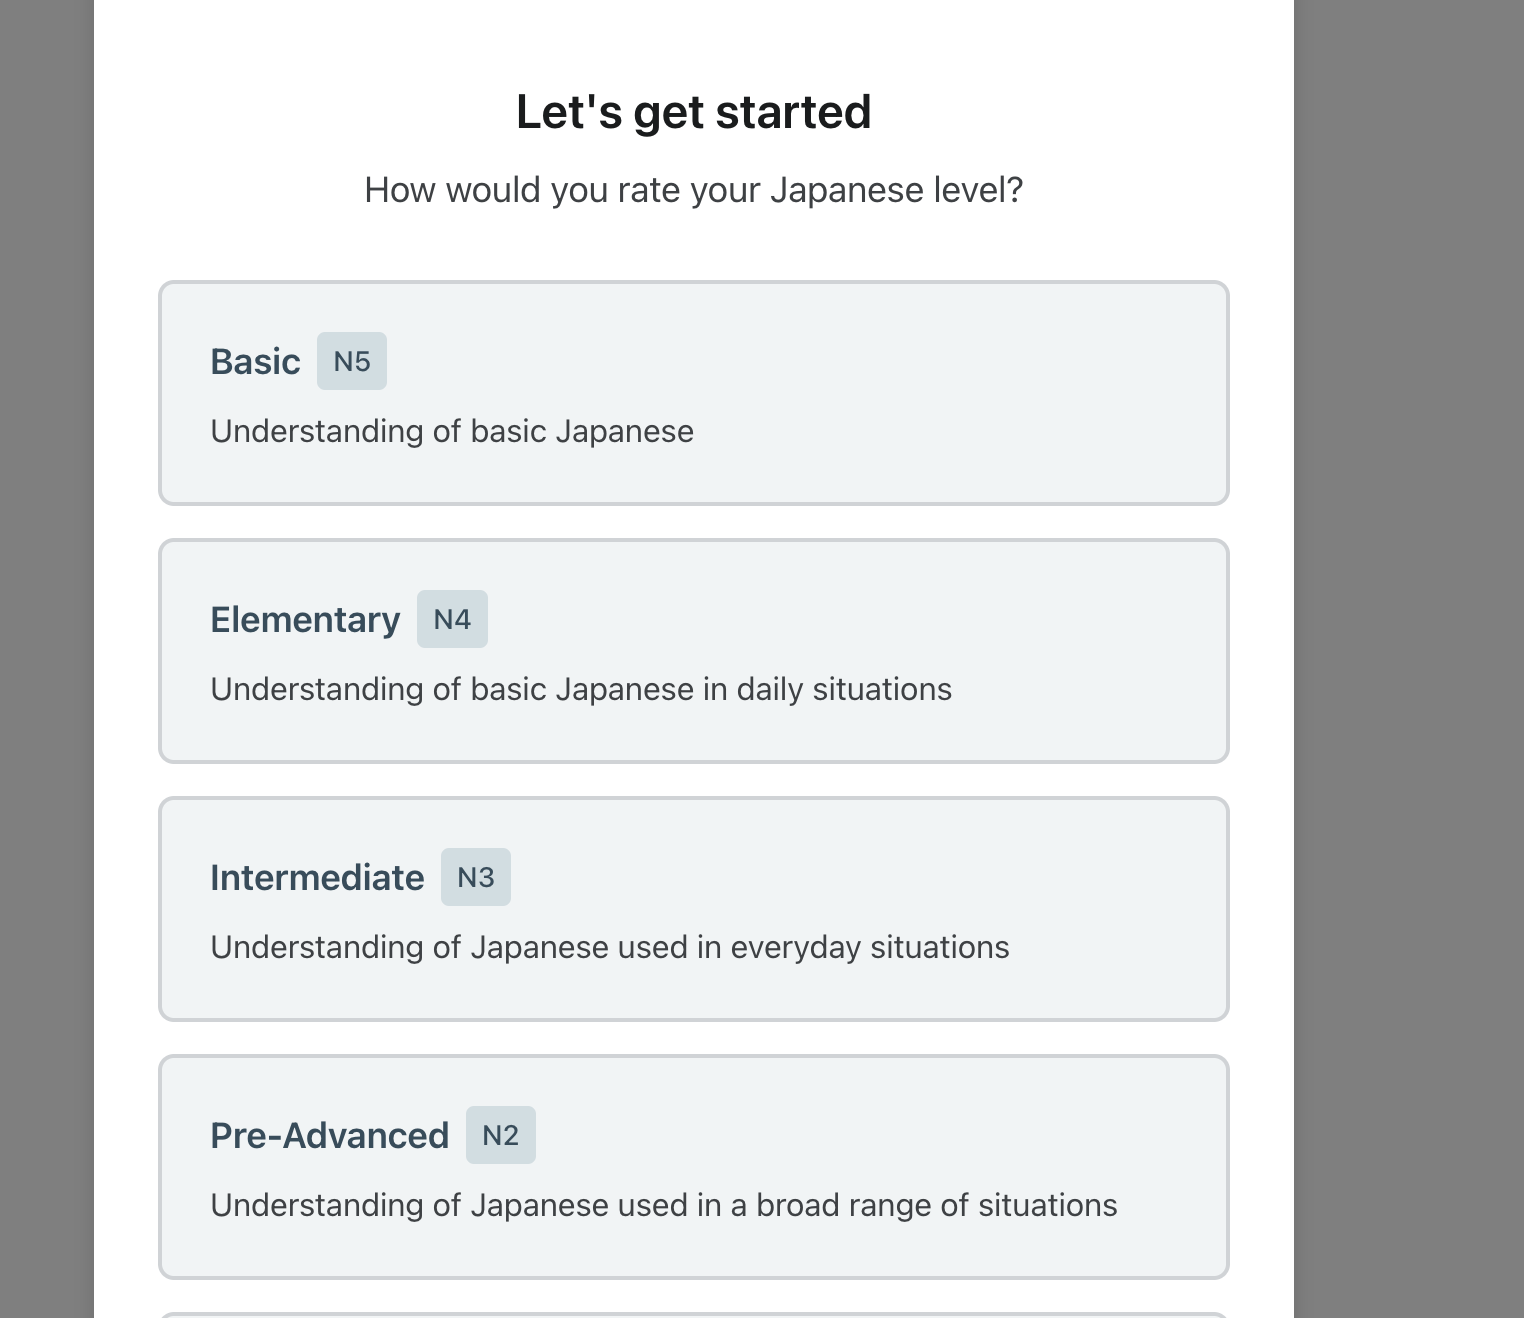 Let's get started
How would you rate your Japanese level?
Basic N5
Understanding of basic Japanese
Elementary N4
Understanding of basic Japanese in daily situations
Intermediate N3
Understanding of Japanese used in everyday situations
Pre-Advanced N2
Understanding of Japanese used in a broad range of situations